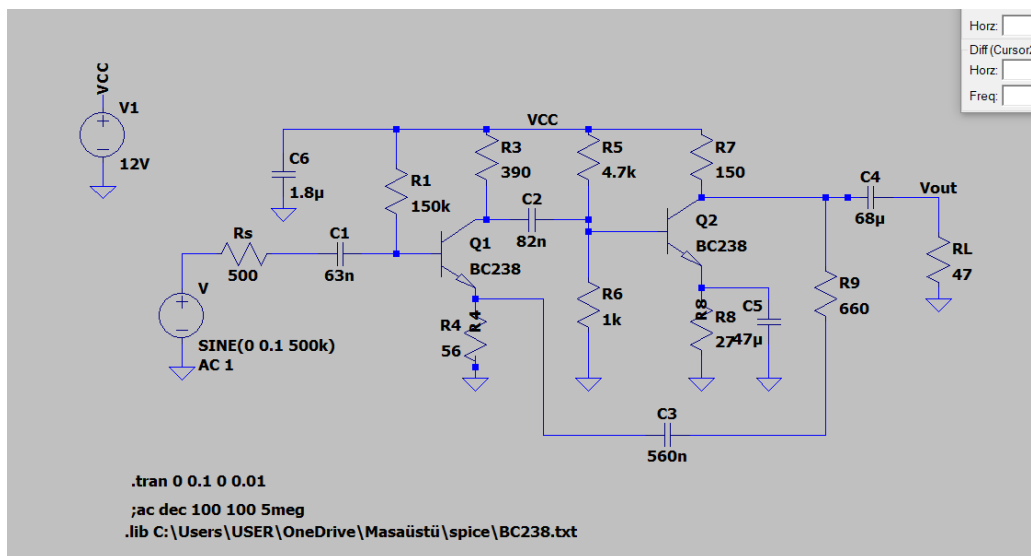 Horz:
Diff (Cursor2
Horz:
Freq:
VCC
V1
12V
VCC
C6
1.8µ
R1
150k
R3
390
R5
4.7k
R7
150
C2
82n
Q1
BC238
Q2
BC238
C4
68µ
Vout
RL
47
Rs
500
C1
63n
V
SINE(0 0.1 500k)
AC 1
R4
R4
56
R6
1k
R8
R8
27
C5
47µ
R9
660
C3
560n
.tran 0 0.1 0 0.01
;ac dec 100 100 5meg
.lib C:\Users\USER\OneDrive\Masaüstü\spice\BC238.txt